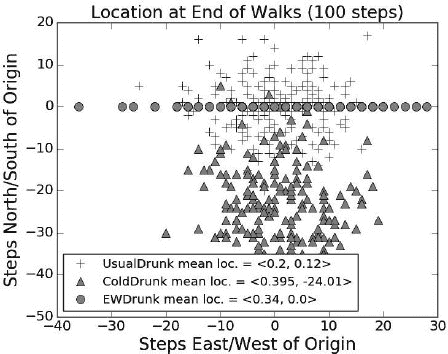 Location at End of Walks (100 steps)
Steps North/South of Origin
20
10
0
−10
−20
−30
−40
−50
UsualDrunk mean loc. = <0.2, 0.12>
ColdDrunk mean loc. = <0.395, -24.01>
EWDrunk mean loc. = <0.34, 0.0>
−40 −30 −20 −10 0 10 20 30
Steps East/West of Origin